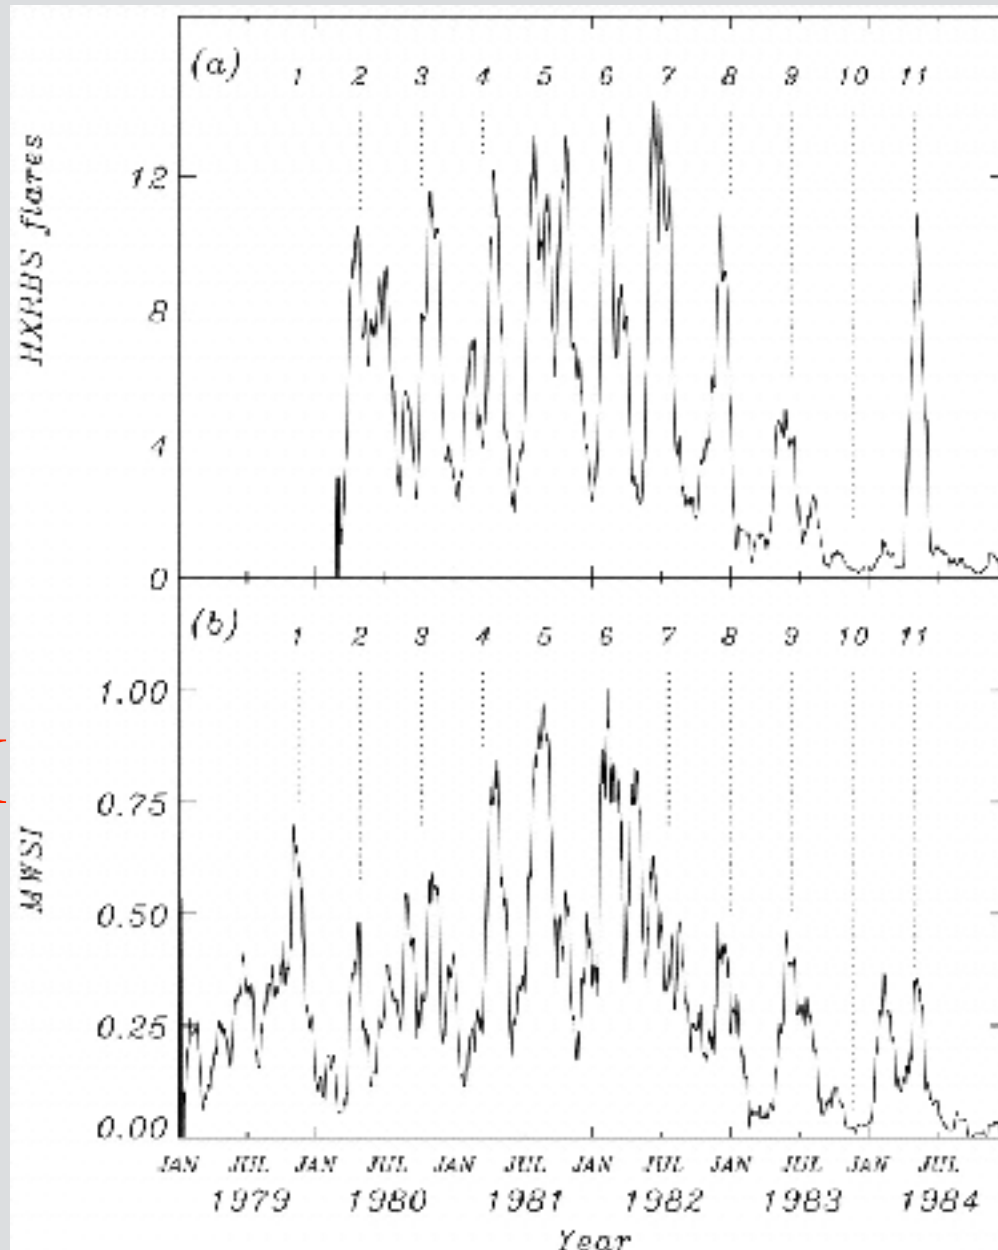 (a)
1 2 3 4 5 6 7 8 9 10 11
HXRBS flares
12
8
4
0
(b)
1 2 3 4 5 6 7 8 9 10 11
MWSI
1.00
0.75
0.50
0.25
0.00
JAN JUL JAN JUL JAN JUL JAN JUL JAN JUL JAN JUL
1979 1980 1981 1982 1983 1984
Year